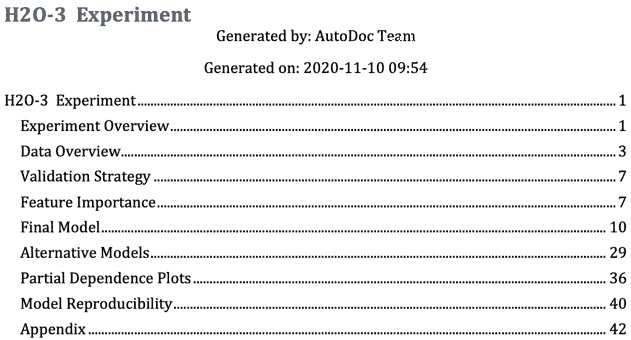 H2O-3 Experiment
Generated by: AutoDoc Team
Generated on: 2020-11-10 09:54
H2O-3 Experiment 1
Experiment Overview 1
Data Overview 3
Validation Strategy 7
Feature Importance 7
Final Model 10
Alternative Models 29
Partial Dependence Plots 36
Model Reproducibility 40
Appendix 42